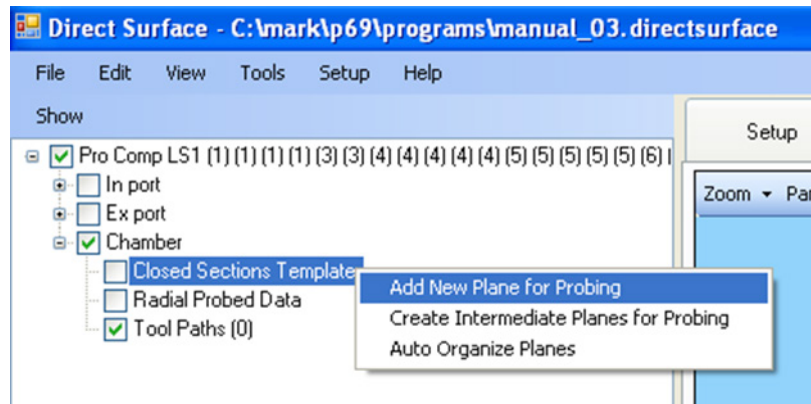 Direct Surface - C:\mark\p69\programs\manual_03.directsurface
File Edit View Tools Setup Help
Show
Setup
Pro Comp LS1 (1) (1) (1) (1) (3) (3) (4) (4) (4) (4) (4) (5) (5) (5) (5) (5) (6) (
Zoom Par
In port
Ex port
Chamber
Closed Sections Template
Add New Plane for Probing
Radial Probed Data
Create Intermediate Planes for Probing
Tool Paths (0)
Auto Organize Planes